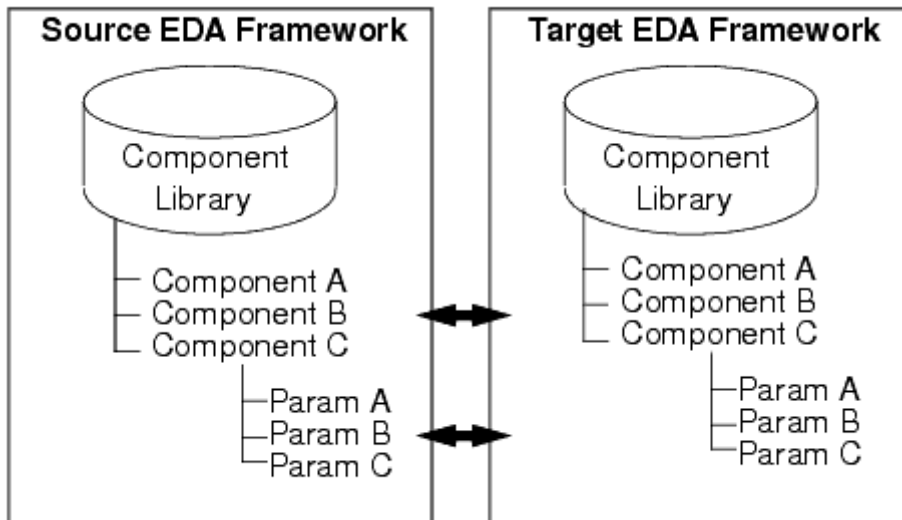 Source EDA Framework
Component
Library
Component A
Component B
Component C
Param A
Param B
Param C
Target EDA Framework
Component
Library
Component A
Component B
Component C
Param A
Param B
Param C